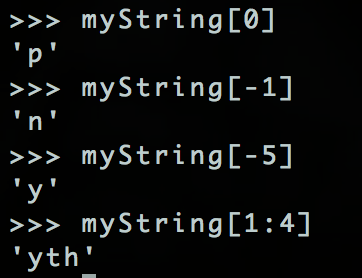 >>> myString[0]
'p'
>>> myString[-1]
'n'
>>> myString[-5]
'y'
>>> myString[1:4]
'yth'